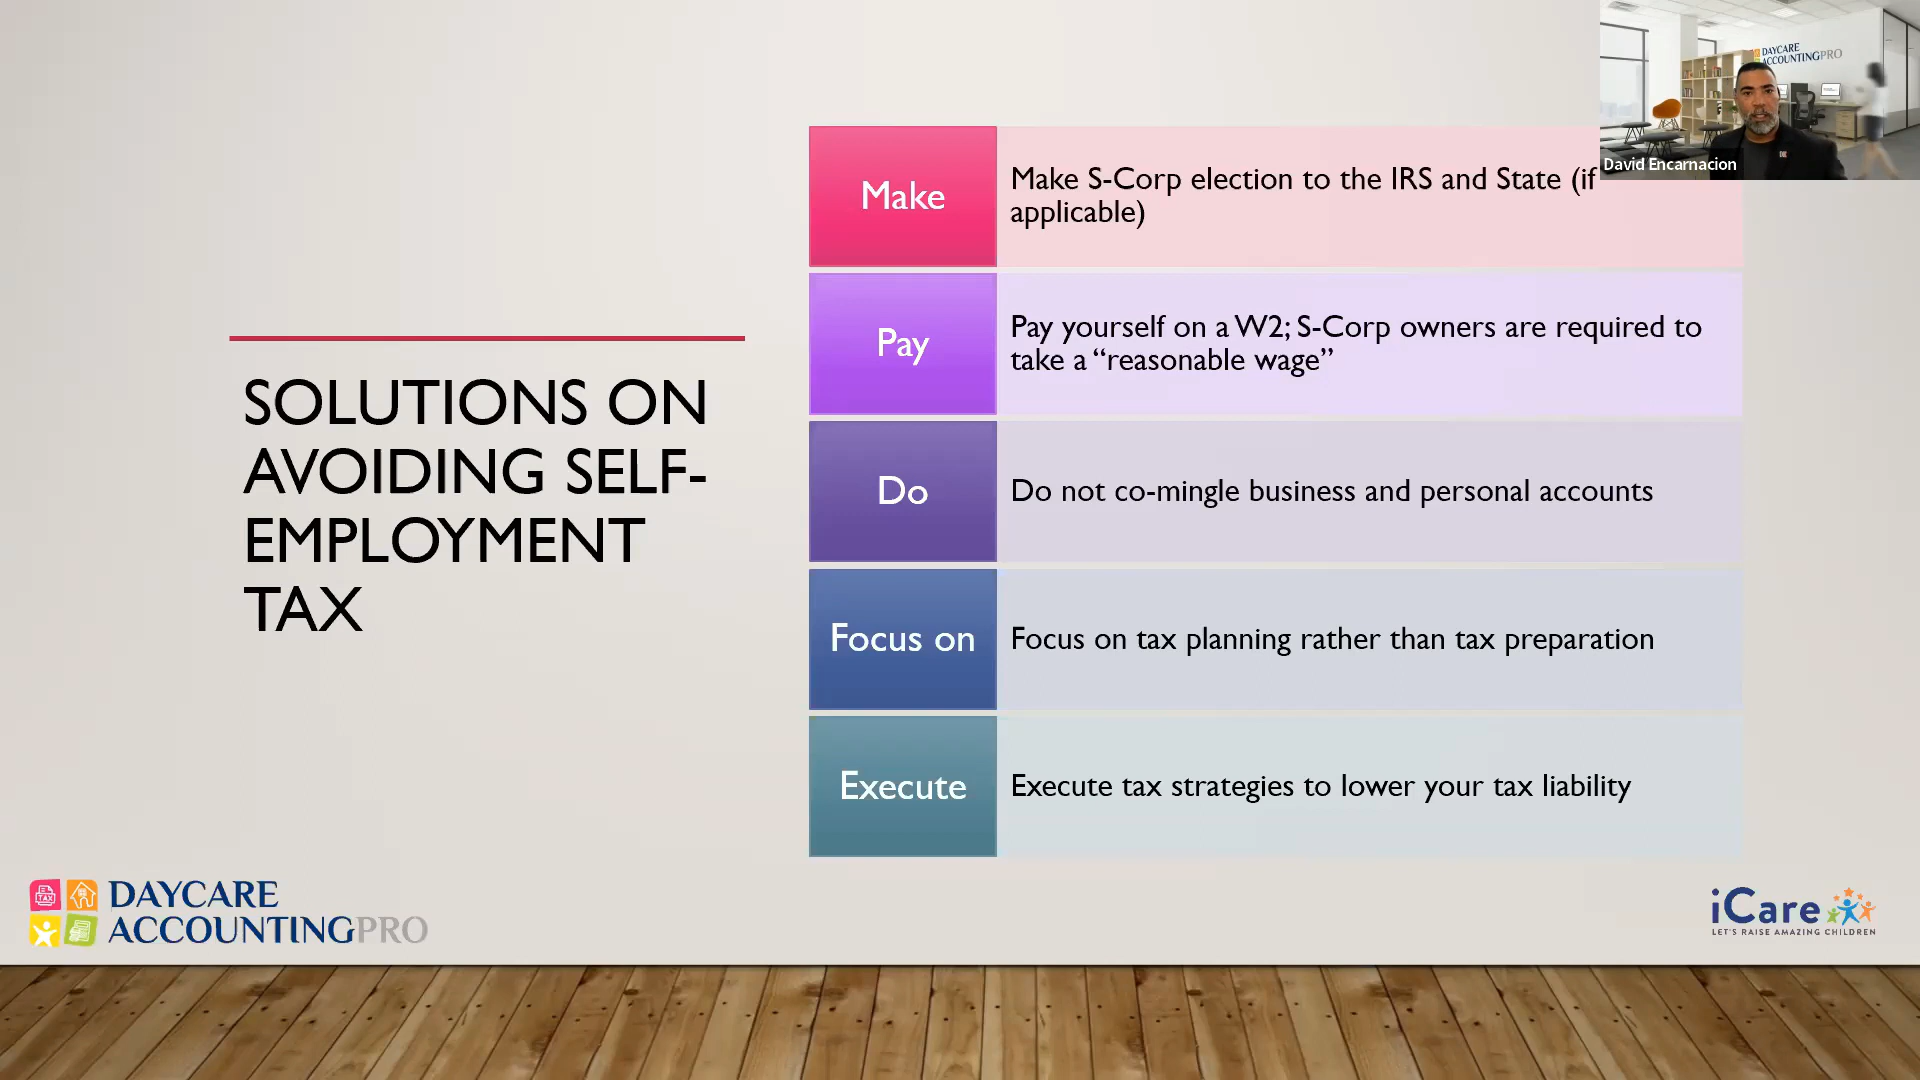 DAYCARE
ACCOUNTINGPRO
David Encarnacion
SOLUTIONS ON
AVOIDING SELF-
EMPLOYMENT
TAX
Make
Make S-Corp election to the IRS and State (if
applicable)
Pay
Pay yourself on a W2; S-Corp owners are required to
take a “reasonable wage”
Do
Do not co-mingle business and personal accounts
Focus on
Focus on tax planning rather than tax preparation
Execute
Execute tax strategies to lower your tax liability
TAX
DAYCARE
ACCOUNTINGPRO
iCare
LET'S RAISE AMAZING CHILDREN